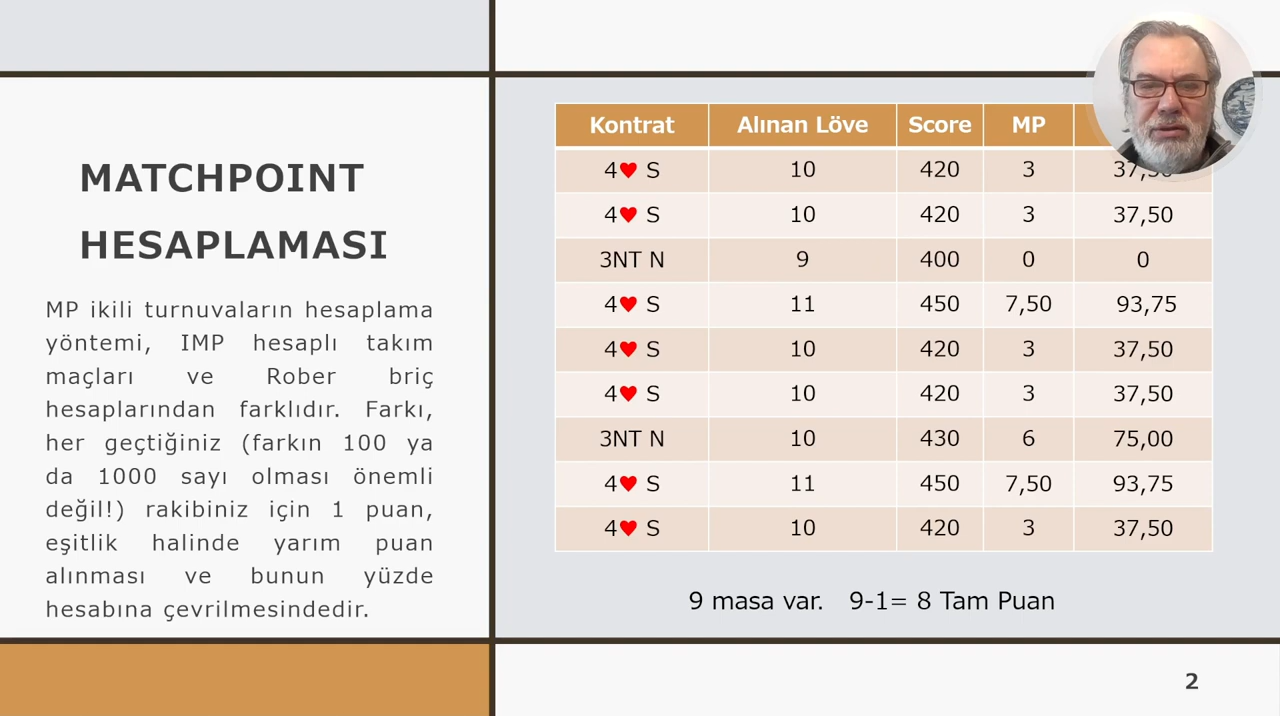 MATCHPOINT
HESAPLAMASI
MP ikili turnuvaların hesaplama
yöntemi, IMP hesaplı takım
maçları ve Rober briç
hesaplarından farklıdır. Farkı,
her geçtiğiniz (farkın 100 ya
da 1000 sayı olması önemli
değil!) rakibiniz için 1 puan,
eşitlik halinde yarım puan
alınması ve bunun yüzde
hesabına çevrilmesindedir.
Kontrat Alınan Löve Score MP
4♥ S 10 420 3
4♥ S 10 420 3 37,50
3NT N 9 400 0 0
4♥ S 11 450 7,50 93,75
4♥ S 10 420 3 37,50
4♥ S 10 420 3 37,50
3NT N 10 430 6 75,00
4♥ S 11 450 7,50 93,75
4♥ S 10 420 3 37,50
9 masa var. 9-1= 8 Tam Puan
2